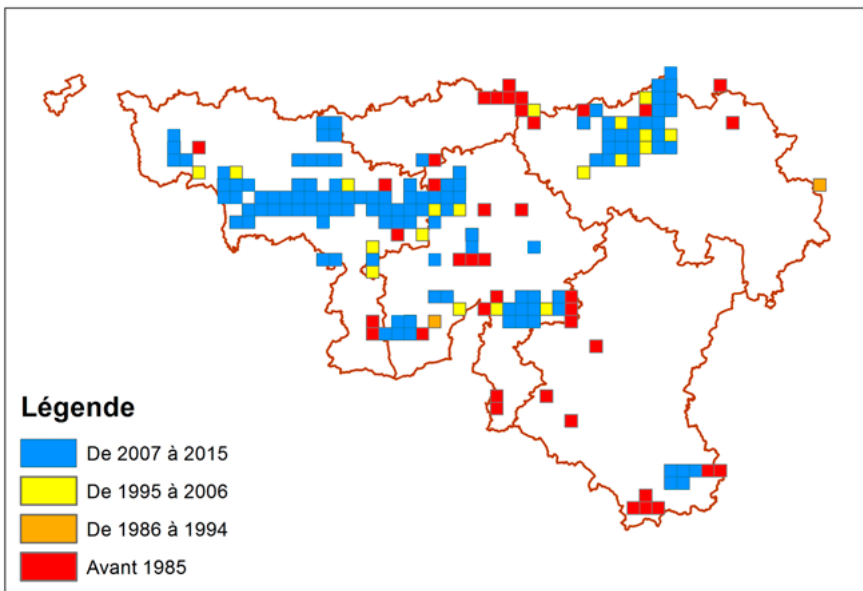 Légende
De 2007 à 2015
De 1995 à 2006
De 1986 à 1994
Avant 1985